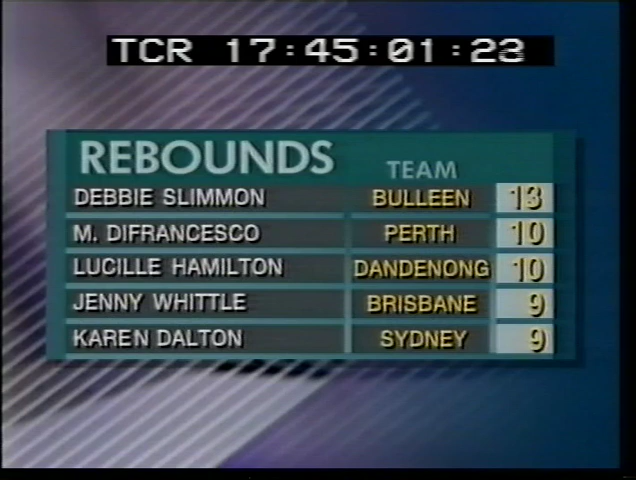 TCR 17:45:01:23
REBOUNDS TEAM
DEBBIE SLIMMON BULLEEN 13
M. DIFRANCESCO PERTH 10
LUCILLE HAMILTON DANDENONG 10
JENNY WHITTLE BRISBANE 9
KAREN DALTON SYDNEY 9